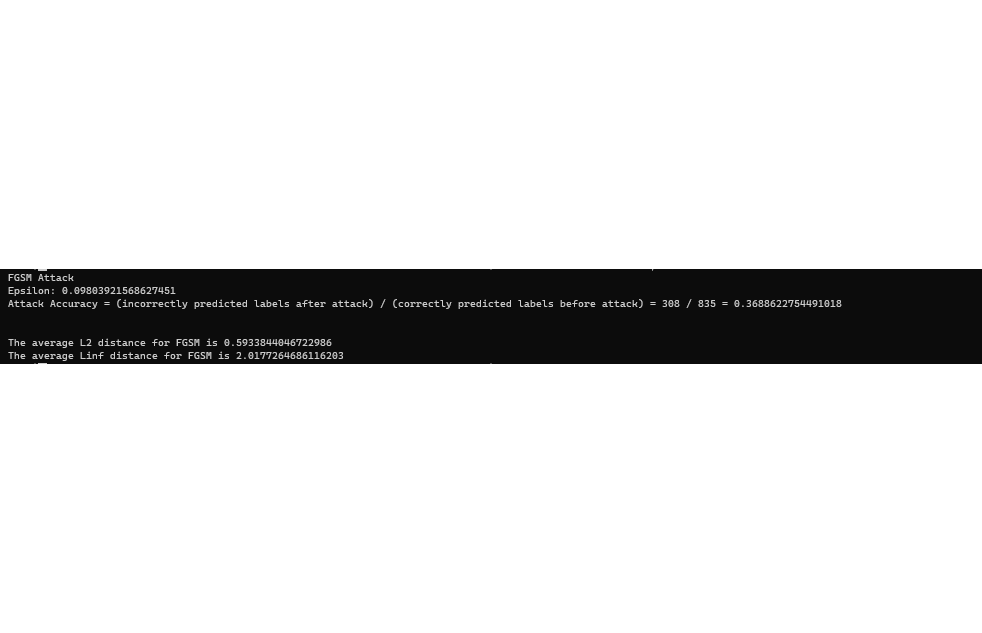 FGSM Attack
Epsilon: 0.09803921568627451
Attack Accuracy = (incorrectly predicted labels after attack) / (correctly predicted labels before attack) = 308 / 835 = 0.3688622754491018
The average L2 distance for FGSM is 0.5933844046722986
The average Linf distance for FGSM is 2.0177264686116203